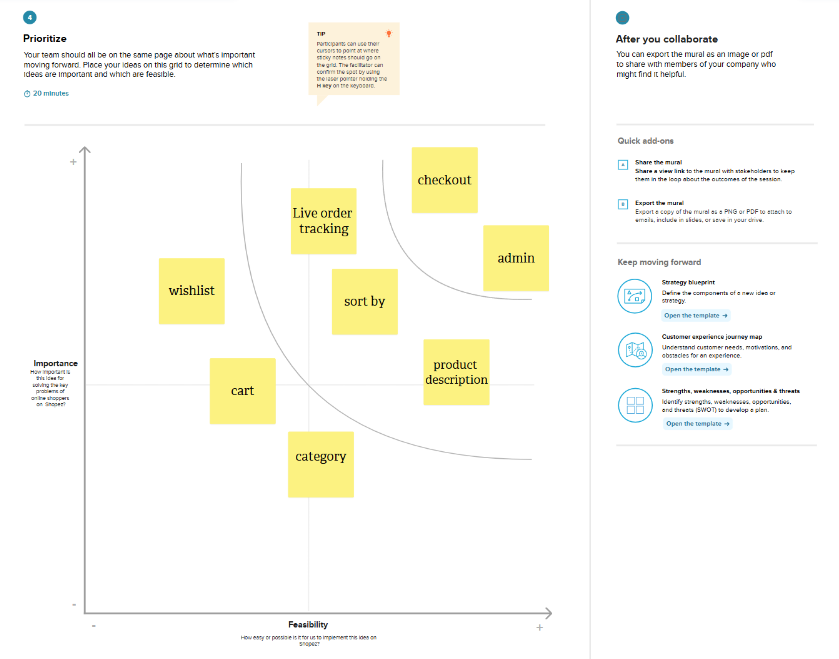 4
Prioritize
Your team should all be on the same page about what's important
moving forward. Place your ideas on this grid to determine which
ideas are important and which are feasible.
20 minutes
TIP
Participants can use their
cursors to point at where
sticky notes should go on
the grid. The facilitator can
confirm the spot by using
the laser pointer holding the
H key on the keyboard.
+
checkout
Live order
tracking
admin
wishlist
sort by
Importance
How important is
this idea for
solving the key
problems of
online shoppers
on Shopez?
product
description
cart
category
-
-
Feasibility
+
How easy or possible is it for us to implement this idea on
Shopez?
After you collaborate
You can export the mural as an image or pdf
to share with members of your company who
might find it helpful.
Quick add-ons
A
Share the mural
Share a view link to the mural with stakeholders to keep
them in the loop about the outcomes of the session.
B
Export the mural
Export a copy of the mural as a PNG or PDF to attach to
emails, include in slides, or save in your drive.
Keep moving forward
Strategy blueprint
Define the components of a new idea or
strategy.
Open the template →
Customer experience journey map
Understand customer needs, motivations, and
obstacles for an experience.
Open the template →
Strengths, weaknesses, opportunities & threats
Identify strengths, weaknesses, opportunities,
and threats (SWOT) to develop a plan.
Open the template →